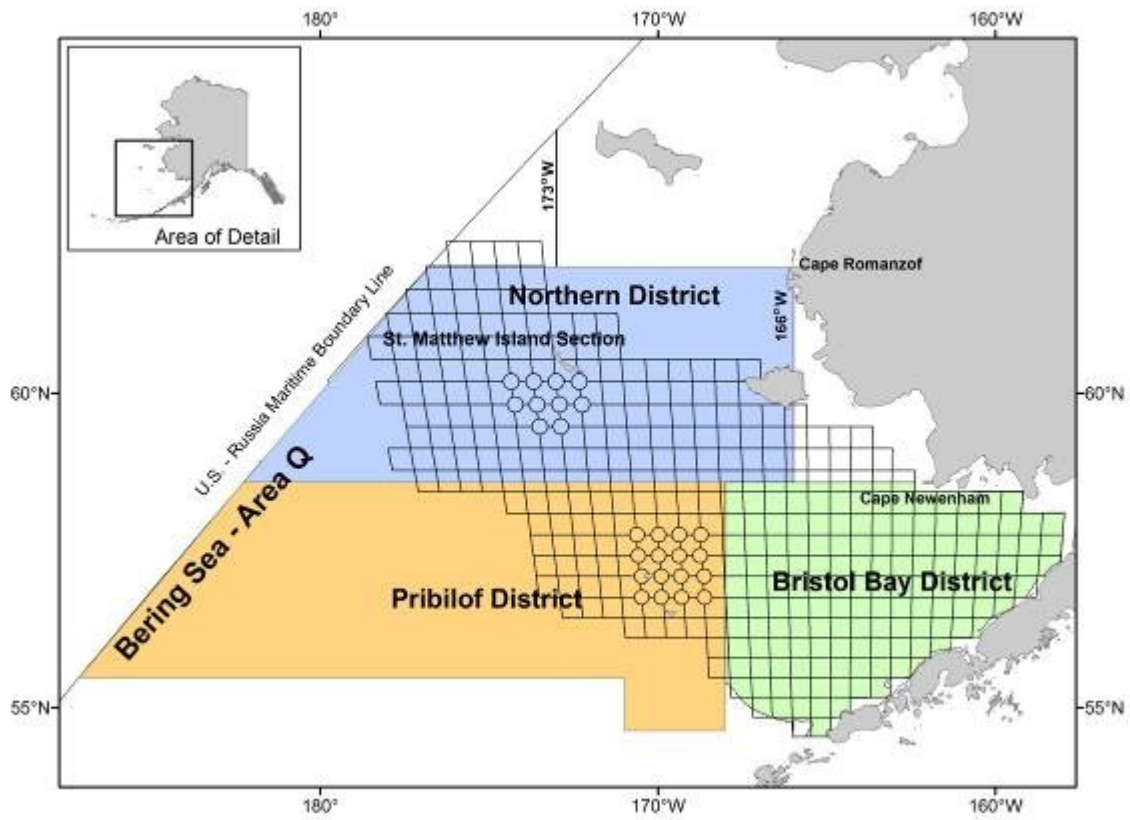 180°
170°W
160°W
Area of Detail
173°W
Cape Romanzof
Northern District
166°W
St. Matthew Island Section
U.S. - Russia Maritime Boundary Line
60°N
60°N
Bering Sea - Area Q
Cape Newenham
Pribilof District
Bristol Bay District
55°N
55°N
180°
170°W
160°W